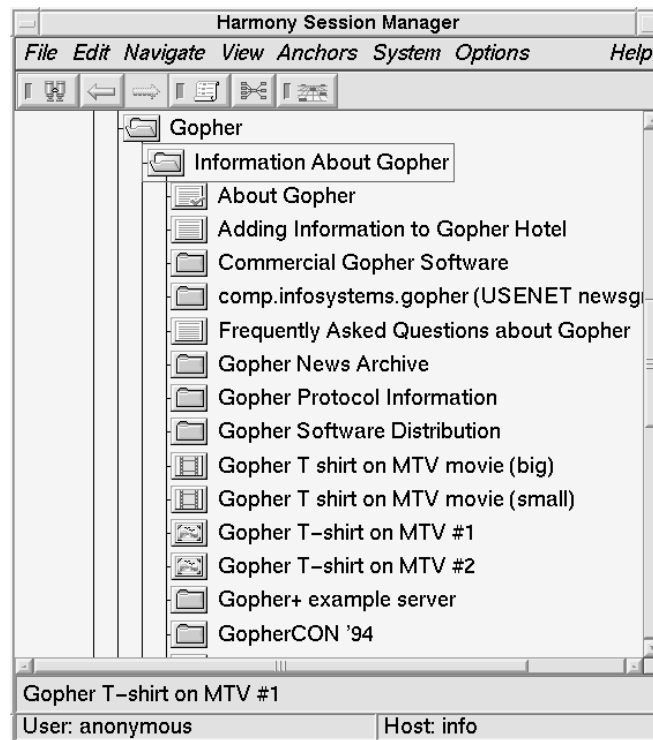 Harmony Session Manager
File Edit Navigate View Anchors System Options Help
Gopher
Information About Gopher
About Gopher
Adding Information to Gopher Hotel
Commercial Gopher Software
comp.infosystems.gopher (USENET newsgr
Frequently Asked Questions about Gopher
Gopher News Archive
Gopher Protocol Information
Gopher Software Distribution
Gopher T shirt on MTV movie (big)
Gopher T shirt on MTV movie (small)
Gopher T-shirt on MTV #1
Gopher T-shirt on MTV #2
Gopher+ example server
GopherCON '94
Gopher T-shirt on MTV #1
User: anonymous Host: info